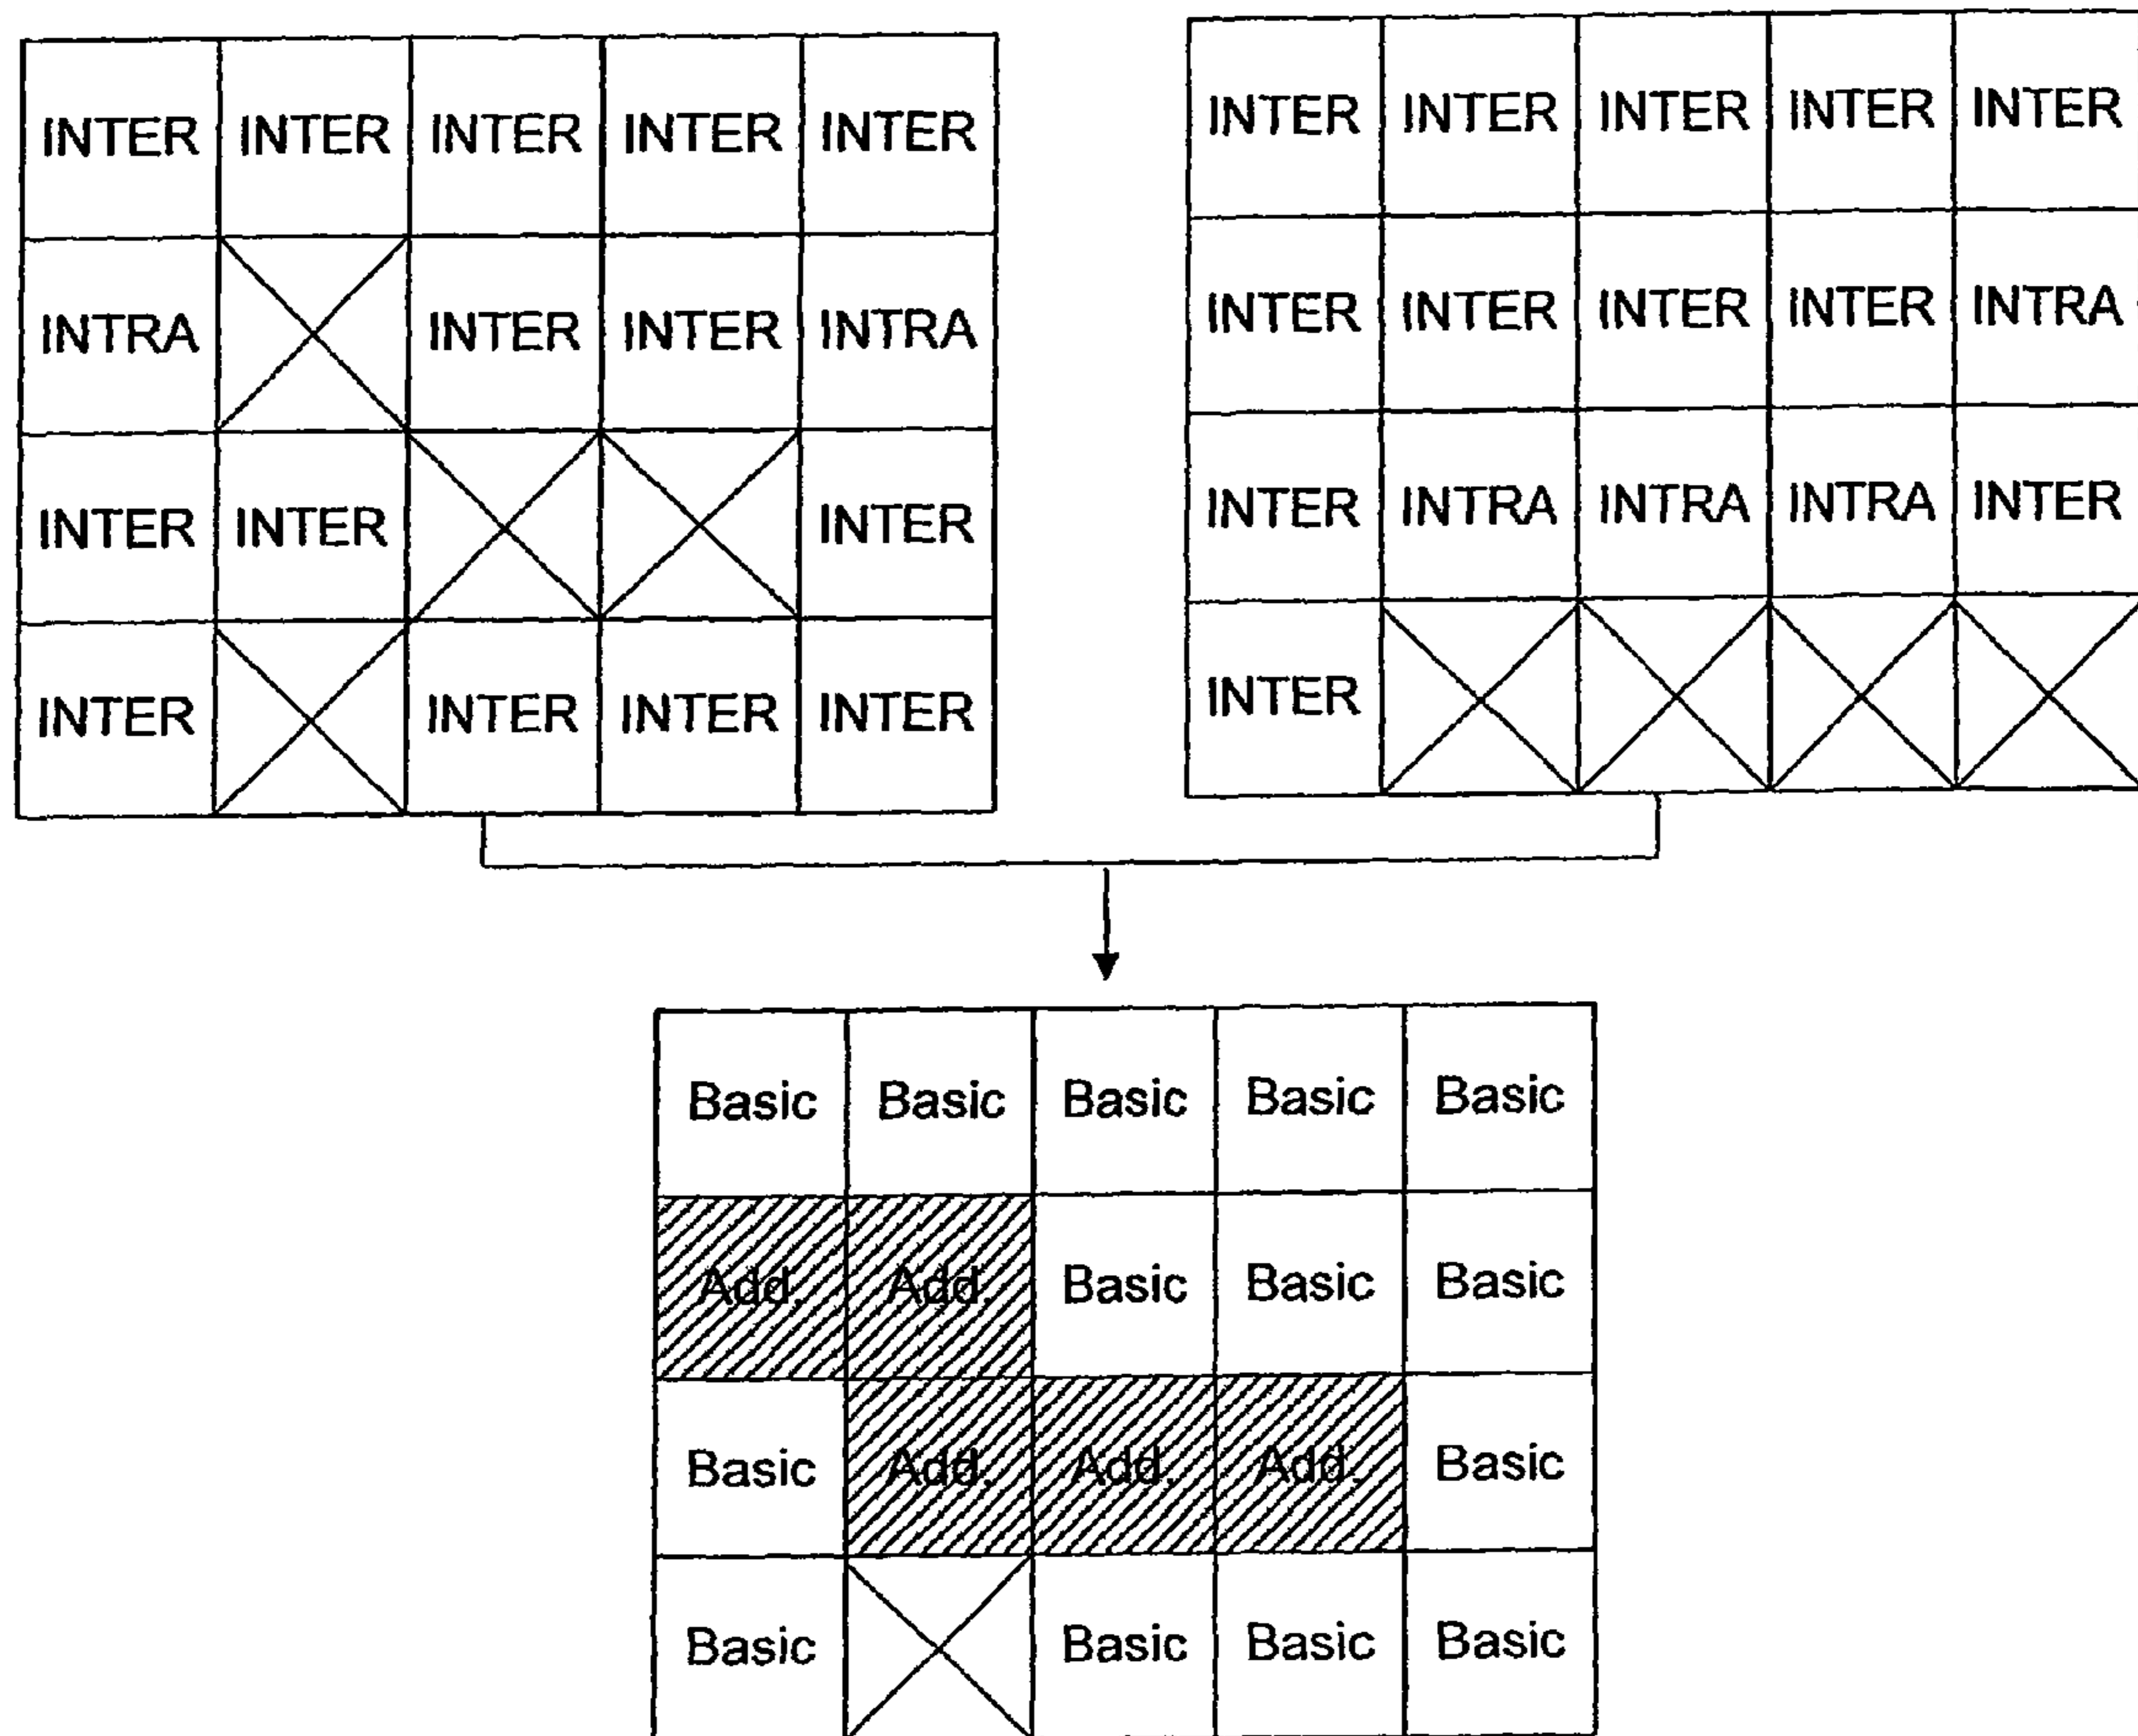 INTER INTER INTER INTER INTER
INTRA INTER INTER INTRA
INTER INTER INTER
INTER INTER INTER INTER
INTER INTER INTER INTER INTER
INTER INTER INTER INTER INTRA
INTER INTRA INTRA INTRA INTER
INTER
Basic Basic Basic Basic Basic
Add. Add. Basic Basic Basic
Basic Add. Add. Add. Basic
Basic Basic Basic Basic